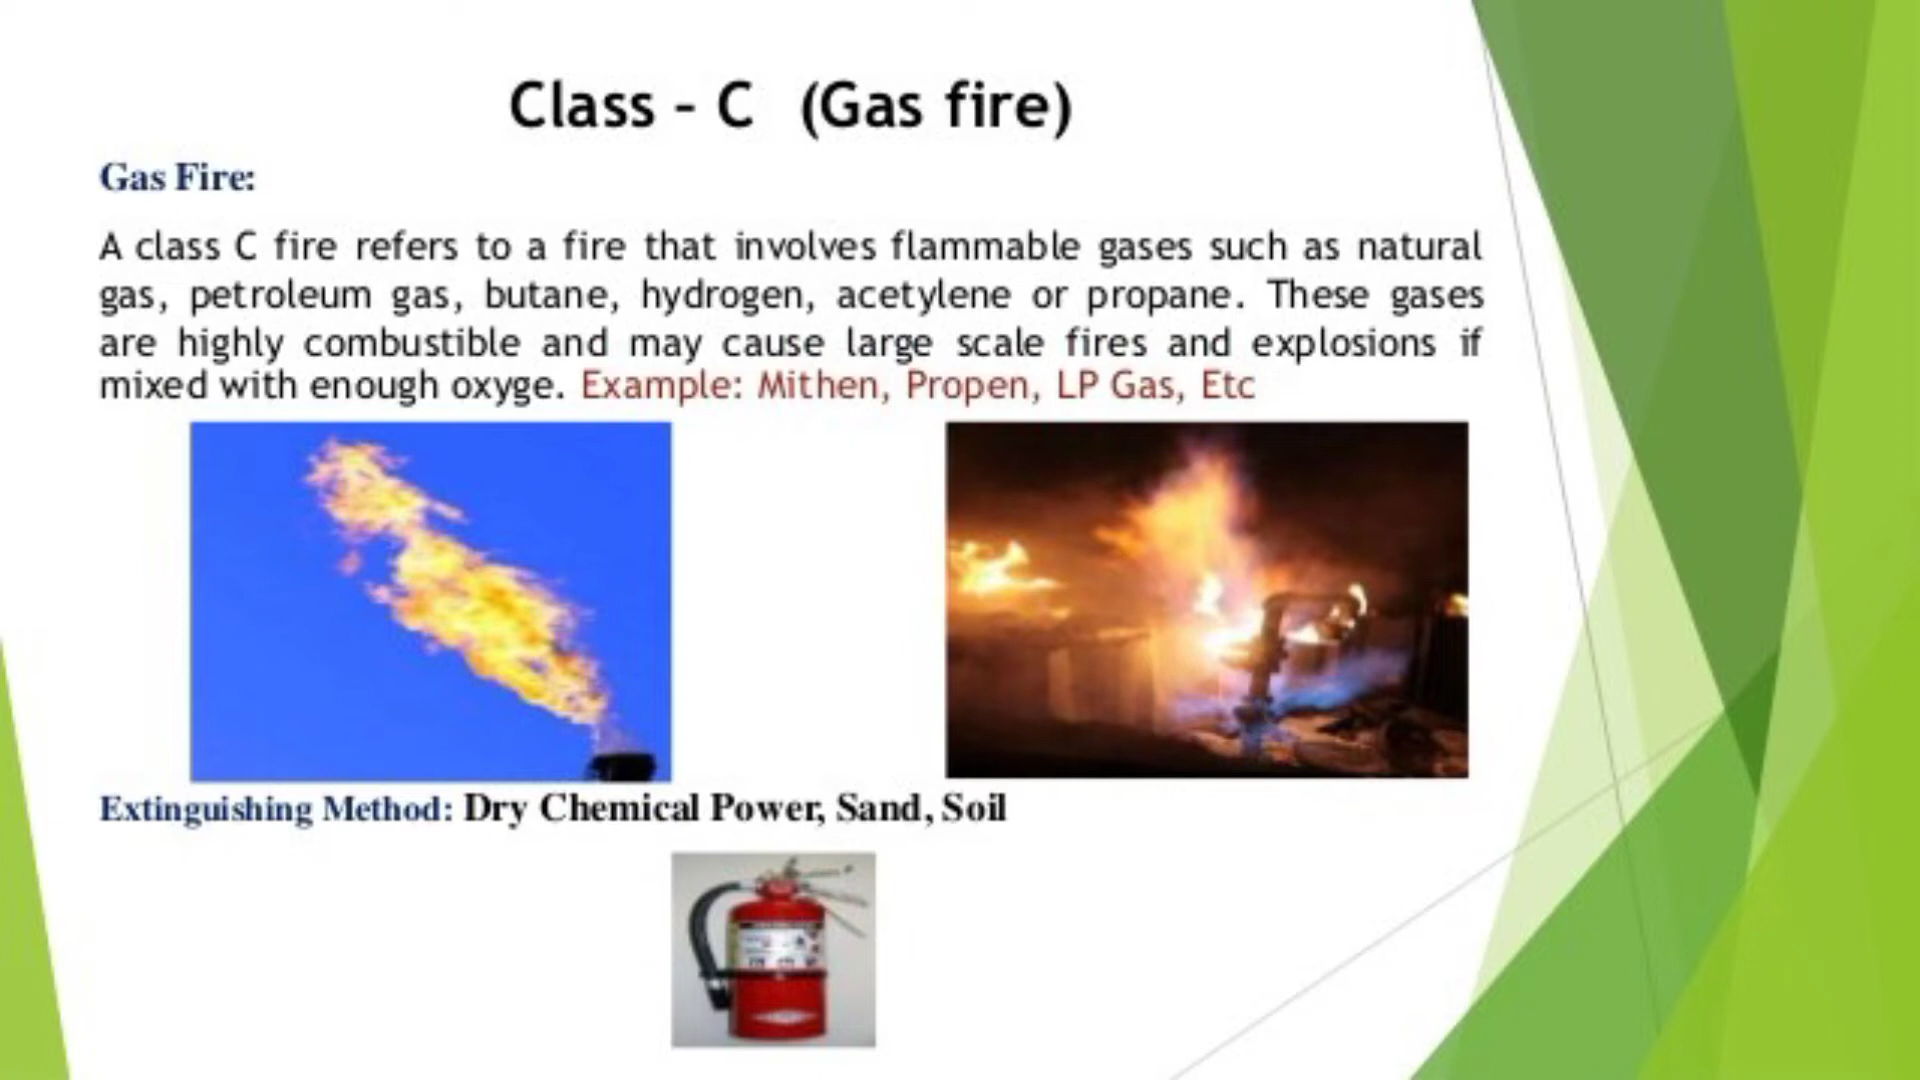 Class – C (Gas fire)
Gas Fire:
A class C fire refers to a fire that involves flammable gases such as natural
gas, petroleum gas, butane, hydrogen, acetylene or propane. These gases
are highly combustible and may cause large scale fires and explosions if
mixed with enough oxyge. Example: Mithen, Propen, LP Gas, Etc
Extinguishing Method: Dry Chemical Power, Sand, Soil